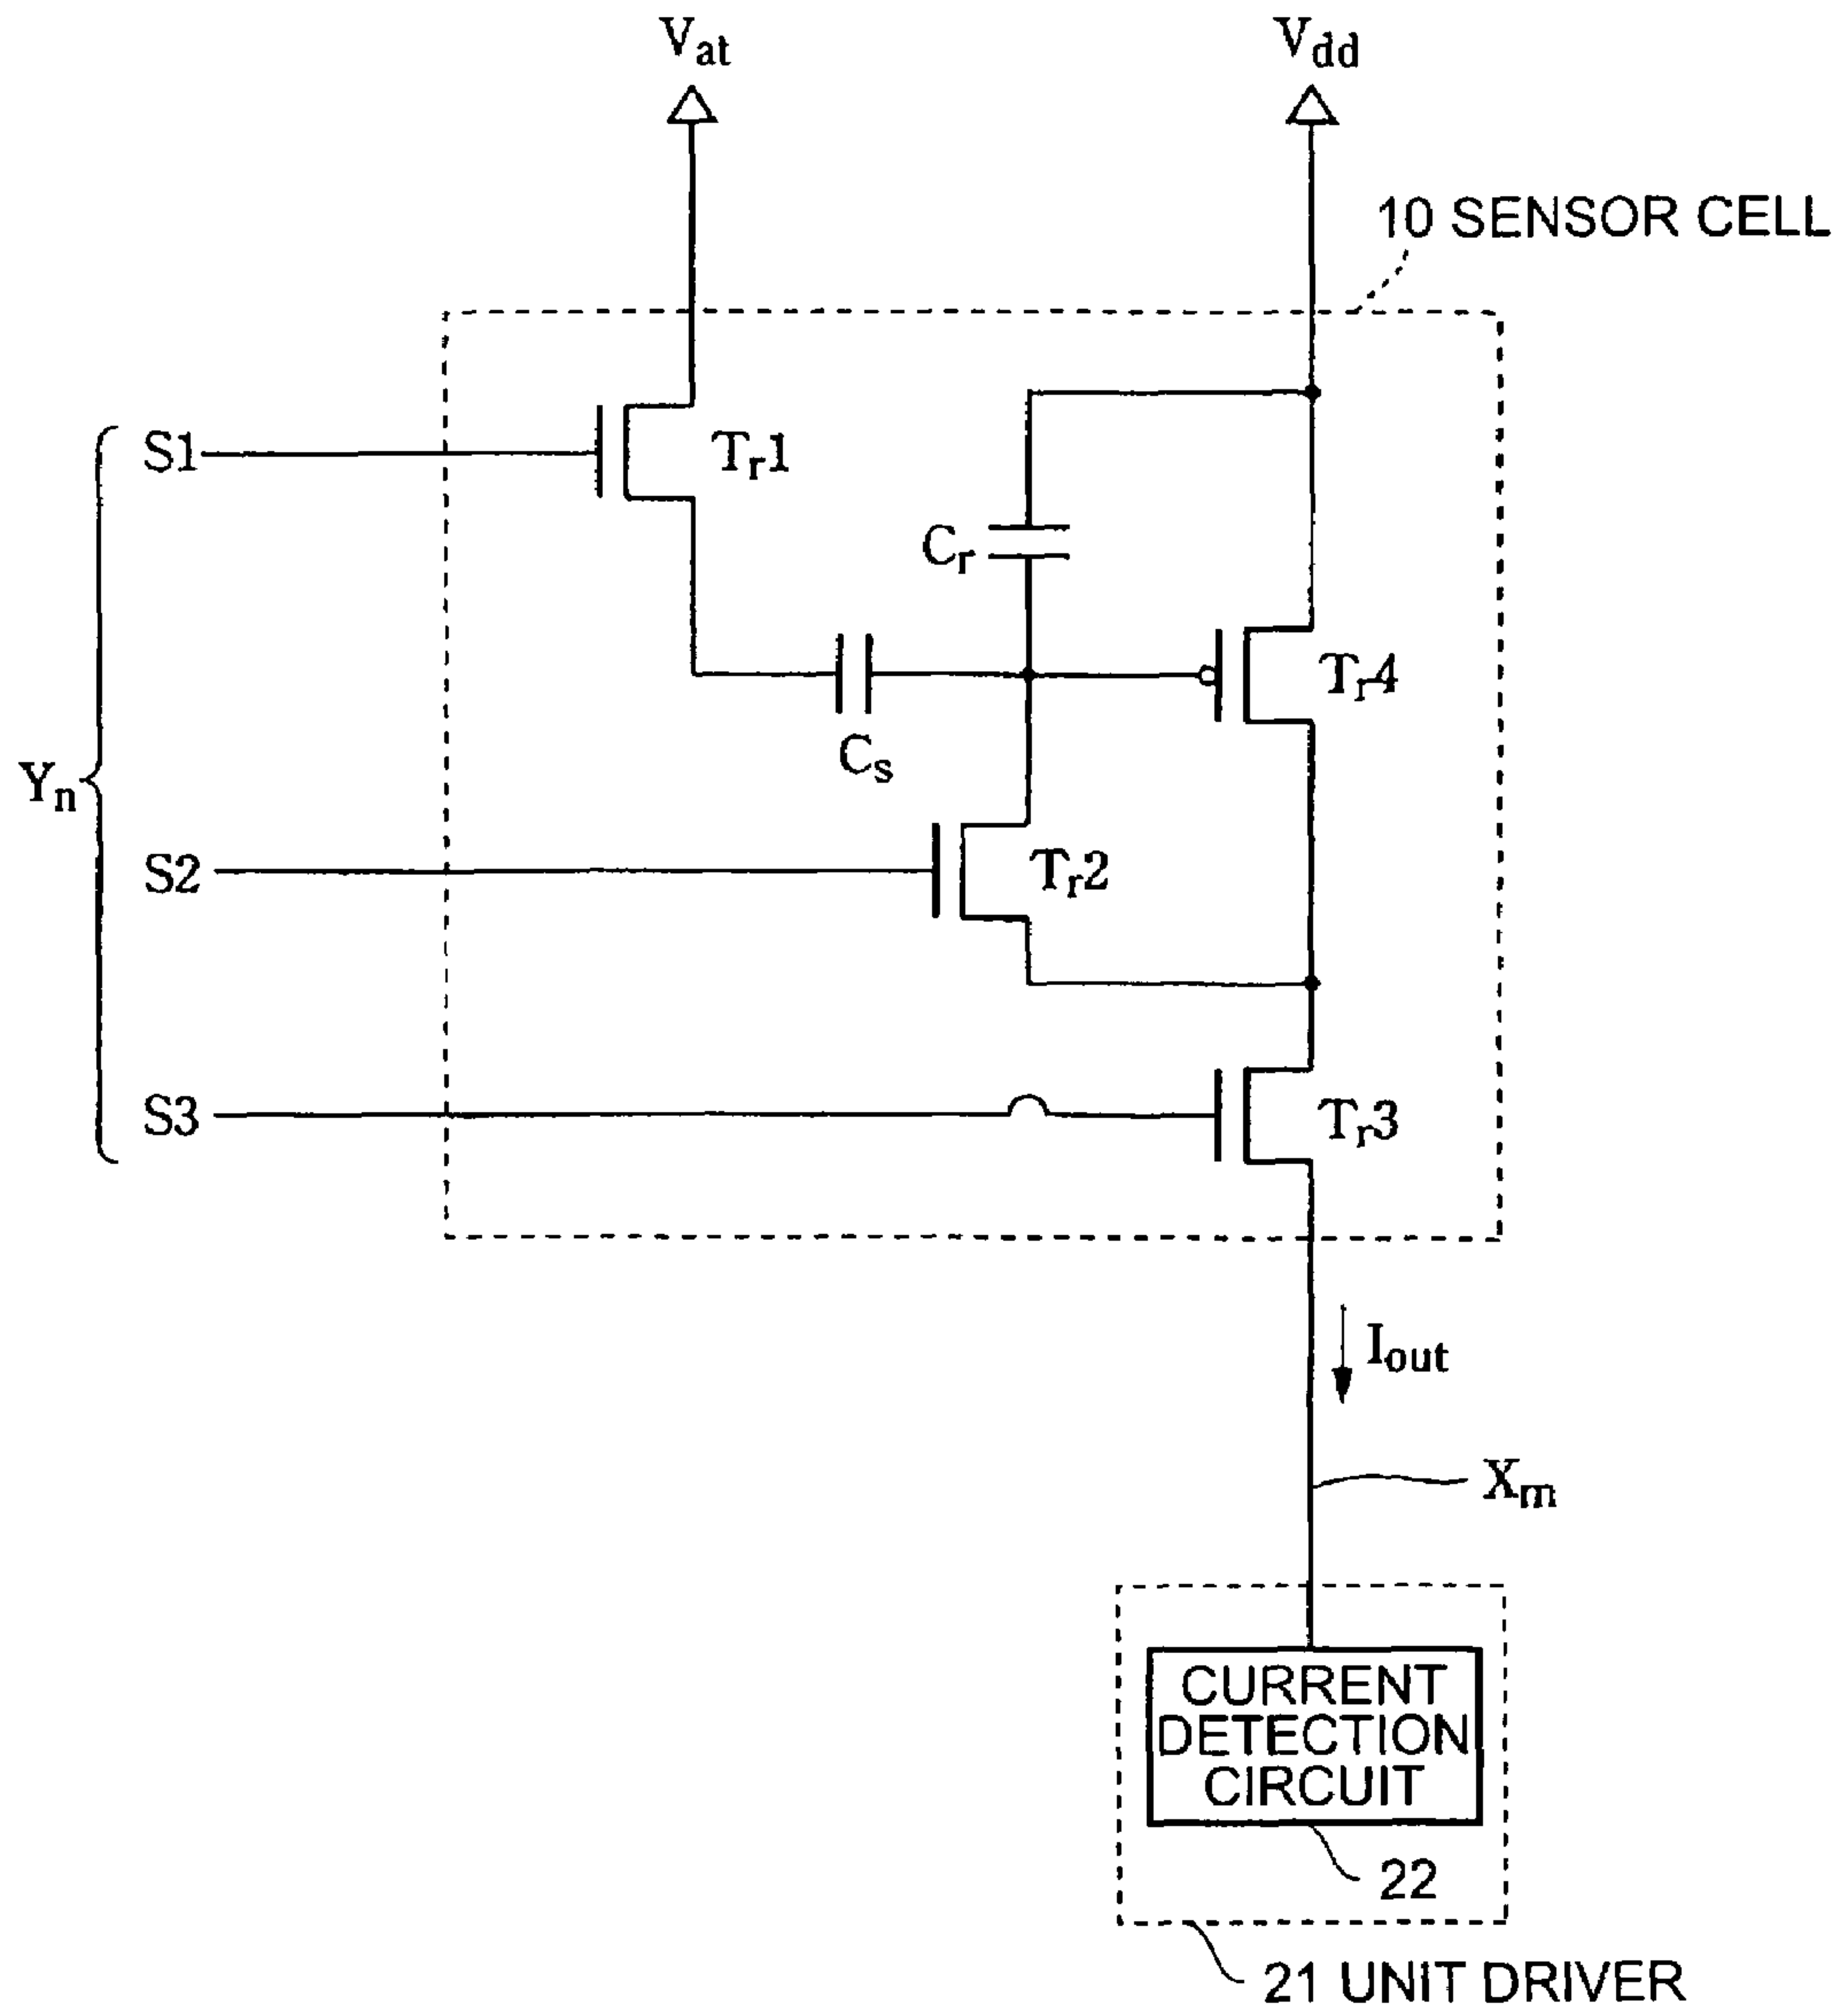 Vat
Vdd
10 SENSOR CELL
S1
Tr1
Cr
Tr4
Cs
Yn
S2
Tr2
S3
Tr3
Iout
Xm
CURRENT
DETECTION
CIRCUIT
22
21 UNIT DRIVER